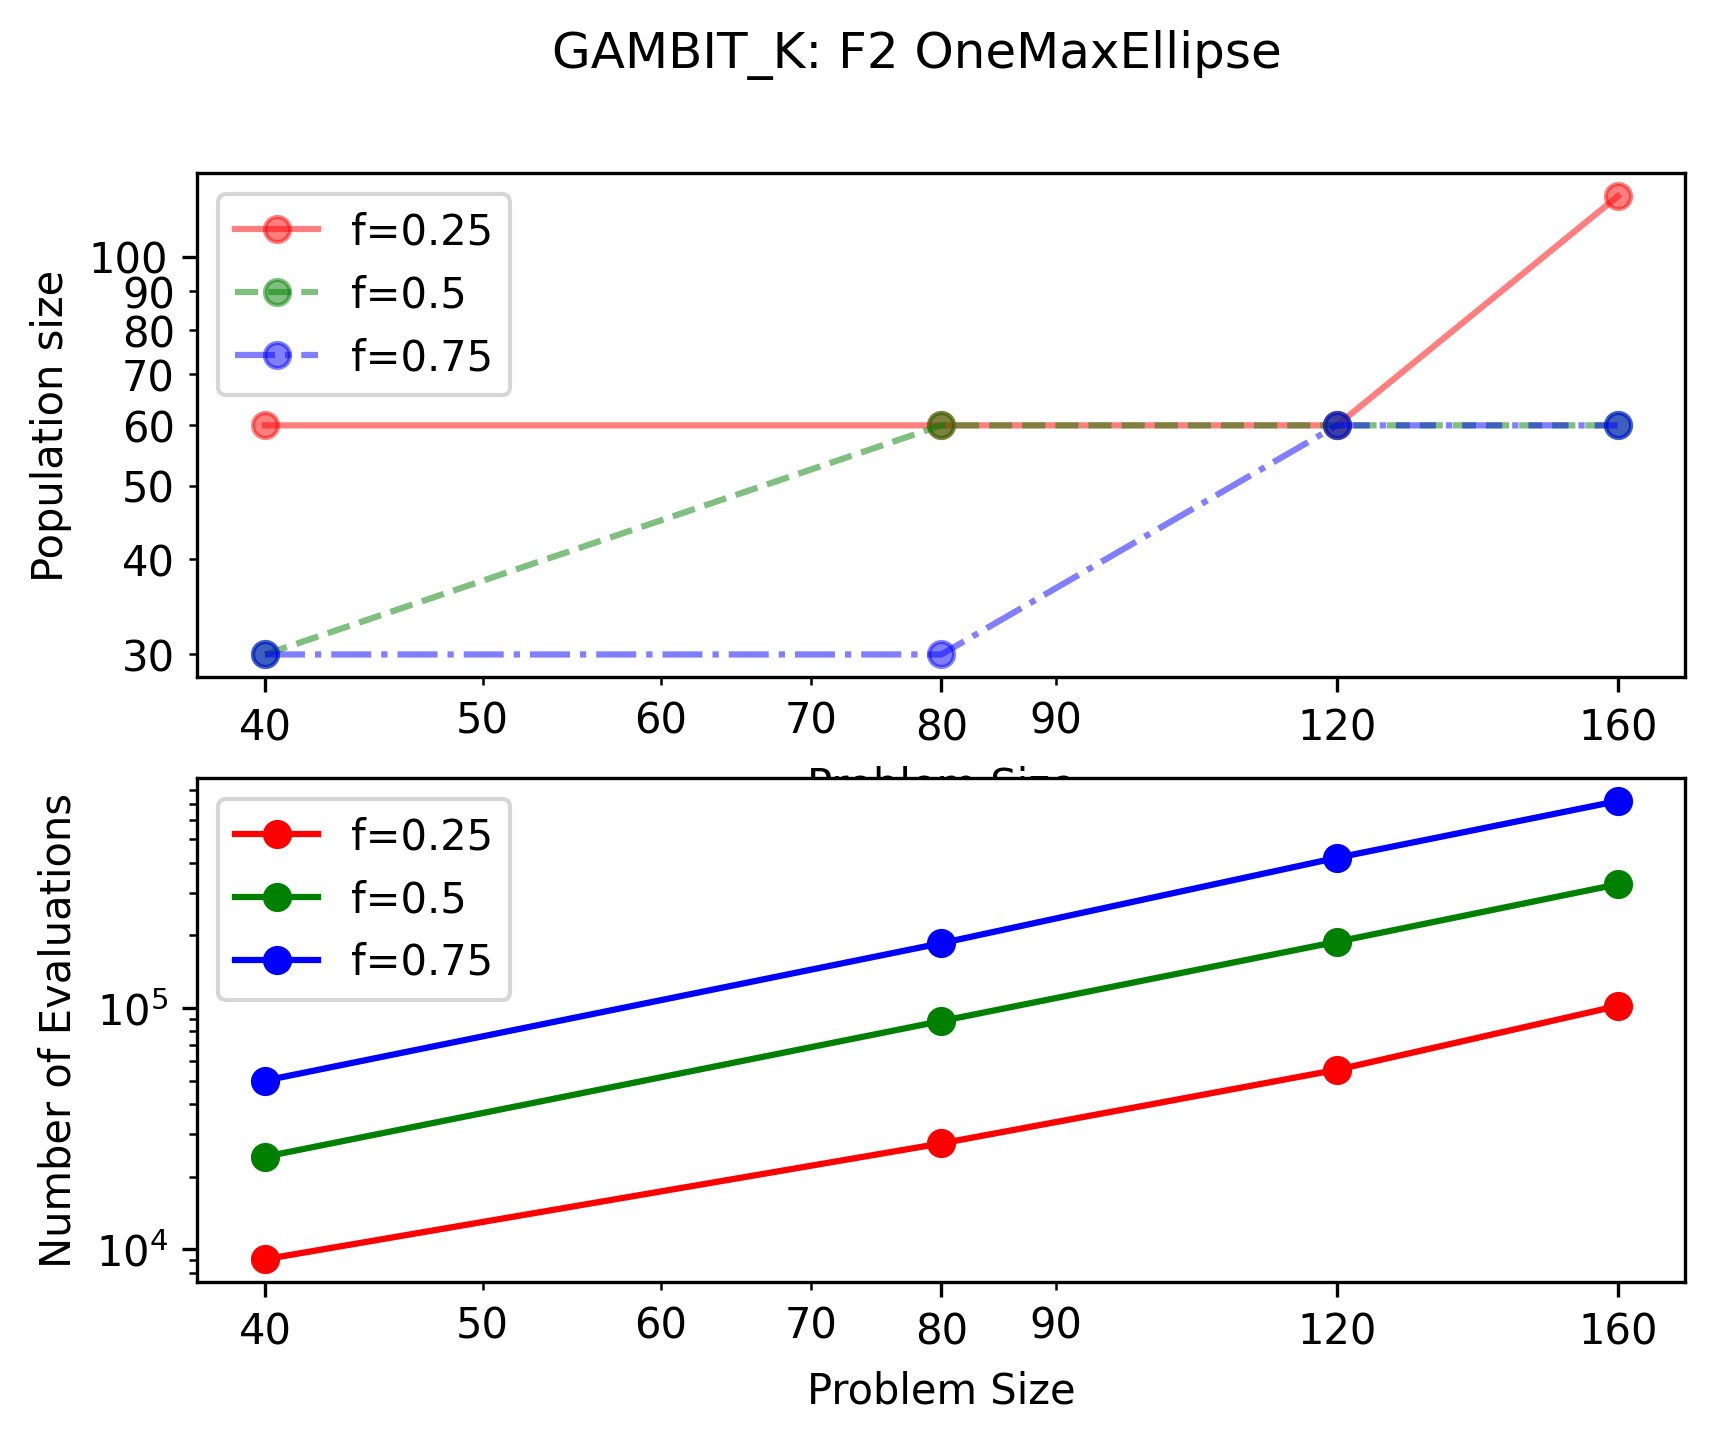 GAMBIT_K: F2 OneMaxEllipse
Population size
100
90
80
70
60
50
40
30
f=0.25
f=0.5
f=0.75
40 50 60 70 80 90 120 160
Problem Size
Number of Evaluations
10⁵
10⁴
f=0.25
f=0.5
f=0.75
40 50 60 70 80 90 120 160
Problem Size